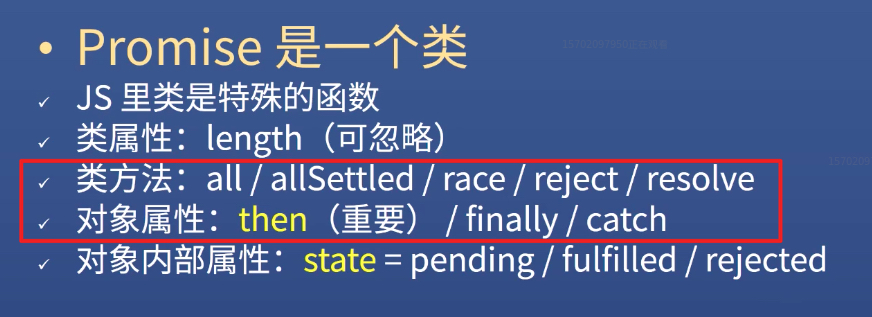 • Promise 是一个类
✓ JS 里类是特殊的函数
✓ 类属性：length（可忽略）
✓ 类方法：all / allSettled / race / reject / resolve
✓ 对象属性：then（重要） / finally / catch
✓ 对象内部属性：state = pending / fulfilled / rejected